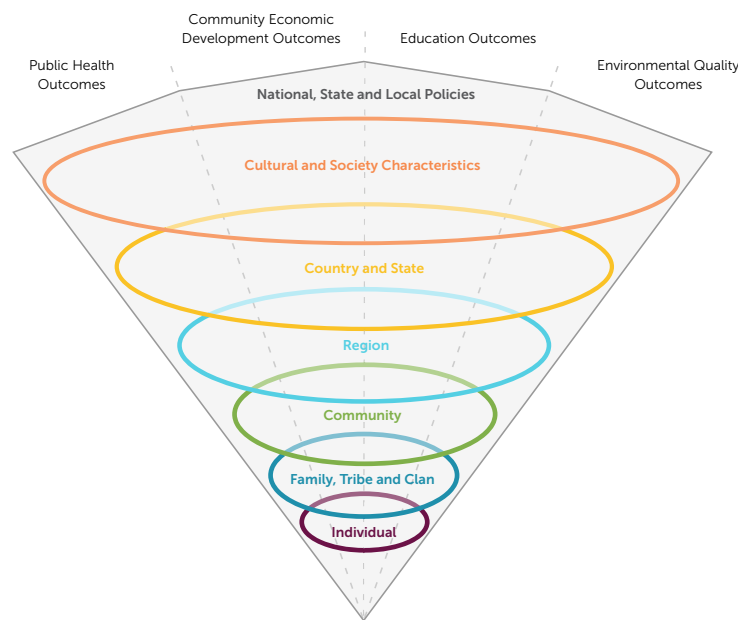 Community Economic
Development Outcomes
Education Outcomes
Public Health
Outcomes
Environmental Quality
Outcomes
National, State and Local Policies
Cultural and Society Characteristics
Country and State
Region
Community
Family, Tribe and Clan
Individual